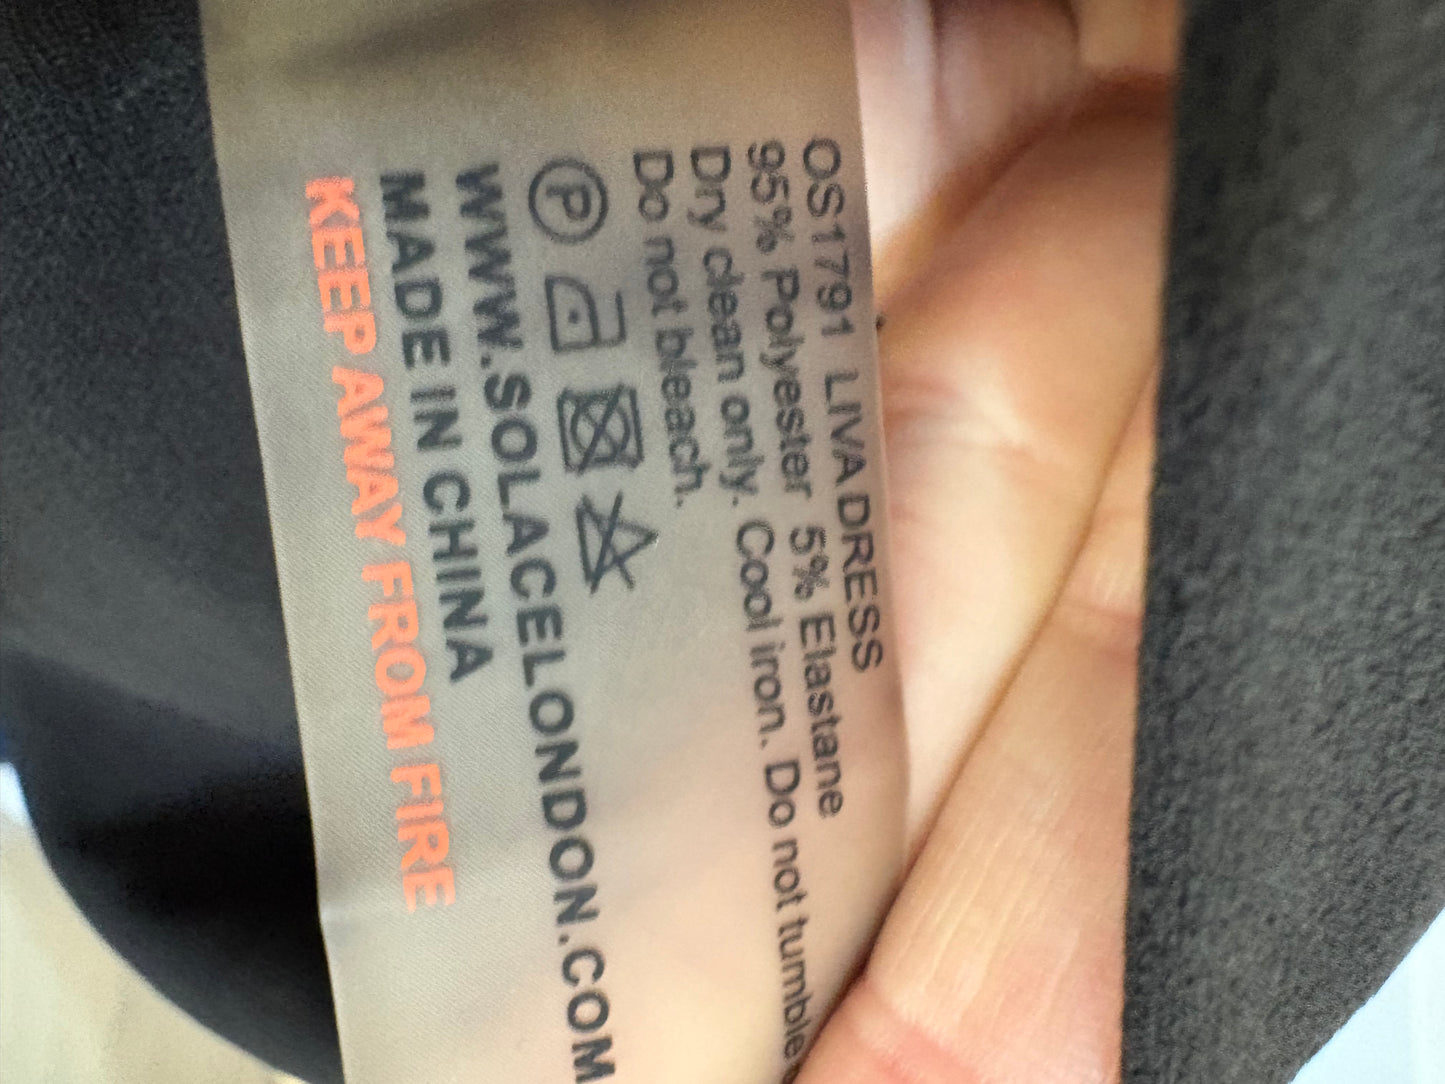 OS1791 LIVA DRESS
95% Polyester 5% Elastane
Dry clean only. Cool iron. Do not tumble
Do not bleach.
P
WWW.SOLACELONDON.COM
MADE IN CHINA
KEEP AWAY FROM FIRE